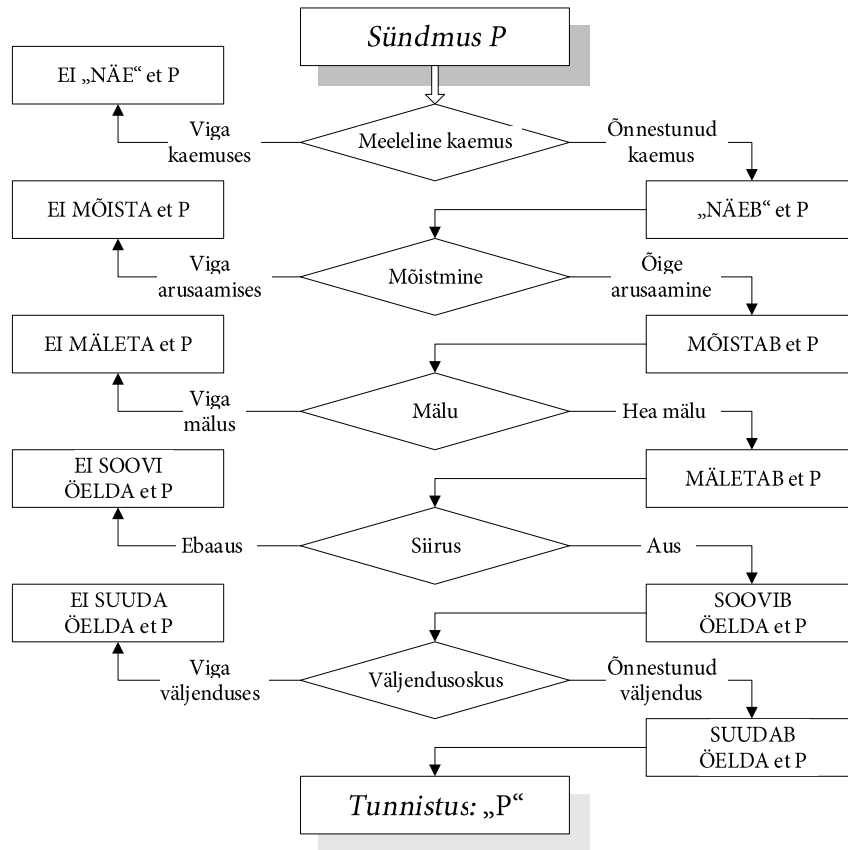 Sündmus P
EI „NÄE“ et P
Viga
kaemuses
Meeleline kaemus
Õnnestunud
kaemus
EI MÕISTA et P
„NÄEB“ et P
Viga
arusaamises
Mõistmine
Õige
arusaamine
EI MÄLETA et P
MÕISTAB et P
Viga
mälus
Mälu
Hea mälu
EI SOOVI
ÖELDA et P
MÄLETAB et P
Ebaaus
Siirus
Aus
EI SUUDA
ÖELDA et P
SOOVIB
ÖELDA et P
Viga
väljenduses
Väljendusoskus
Õnnestunud
väljendus
SUUDAB
ÖELDA et P
Tunnistus: „P“